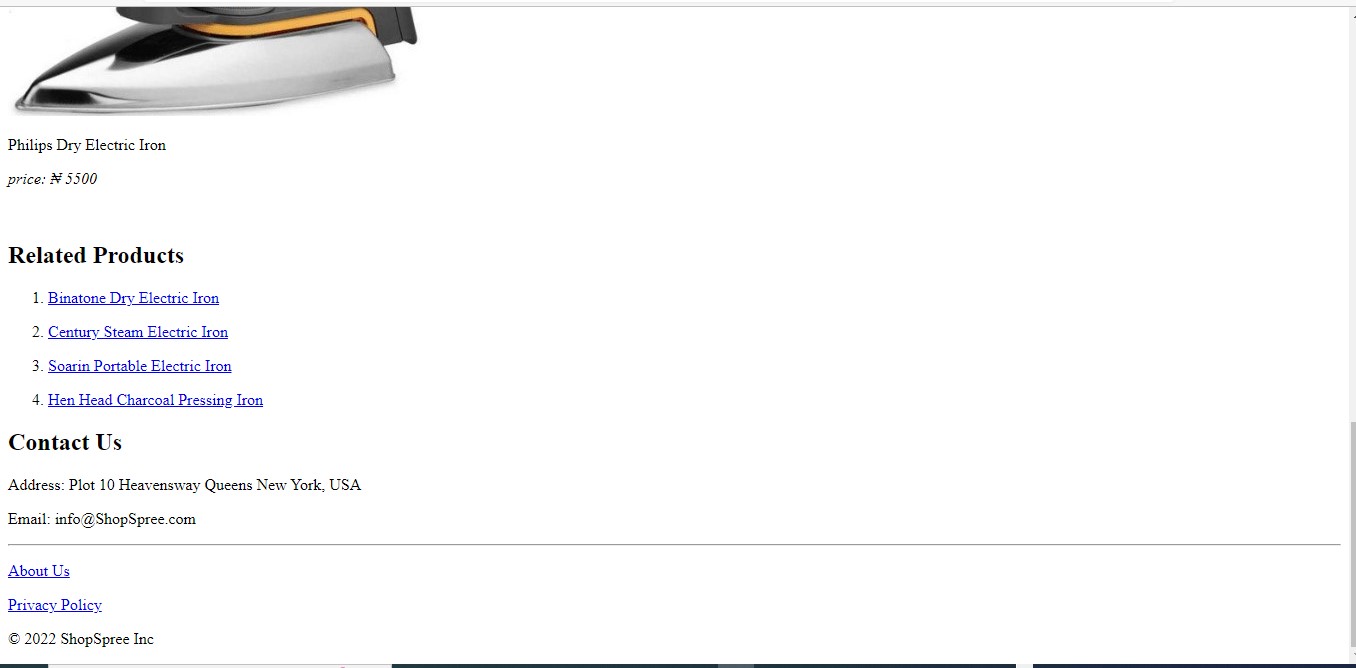 Philips Dry Electric Iron
price: ₦ 5500
Related Products
1. Binatone Dry Electric Iron
2. Century Steam Electric Iron
3. Soarin Portable Electric Iron
4. Hen Head Charcoal Pressing Iron
Contact Us
Address: Plot 10 Heavensway Queens New York, USA
Email: info@ShopSpree.com
About Us
Privacy Policy
© 2022 ShopSpree Inc